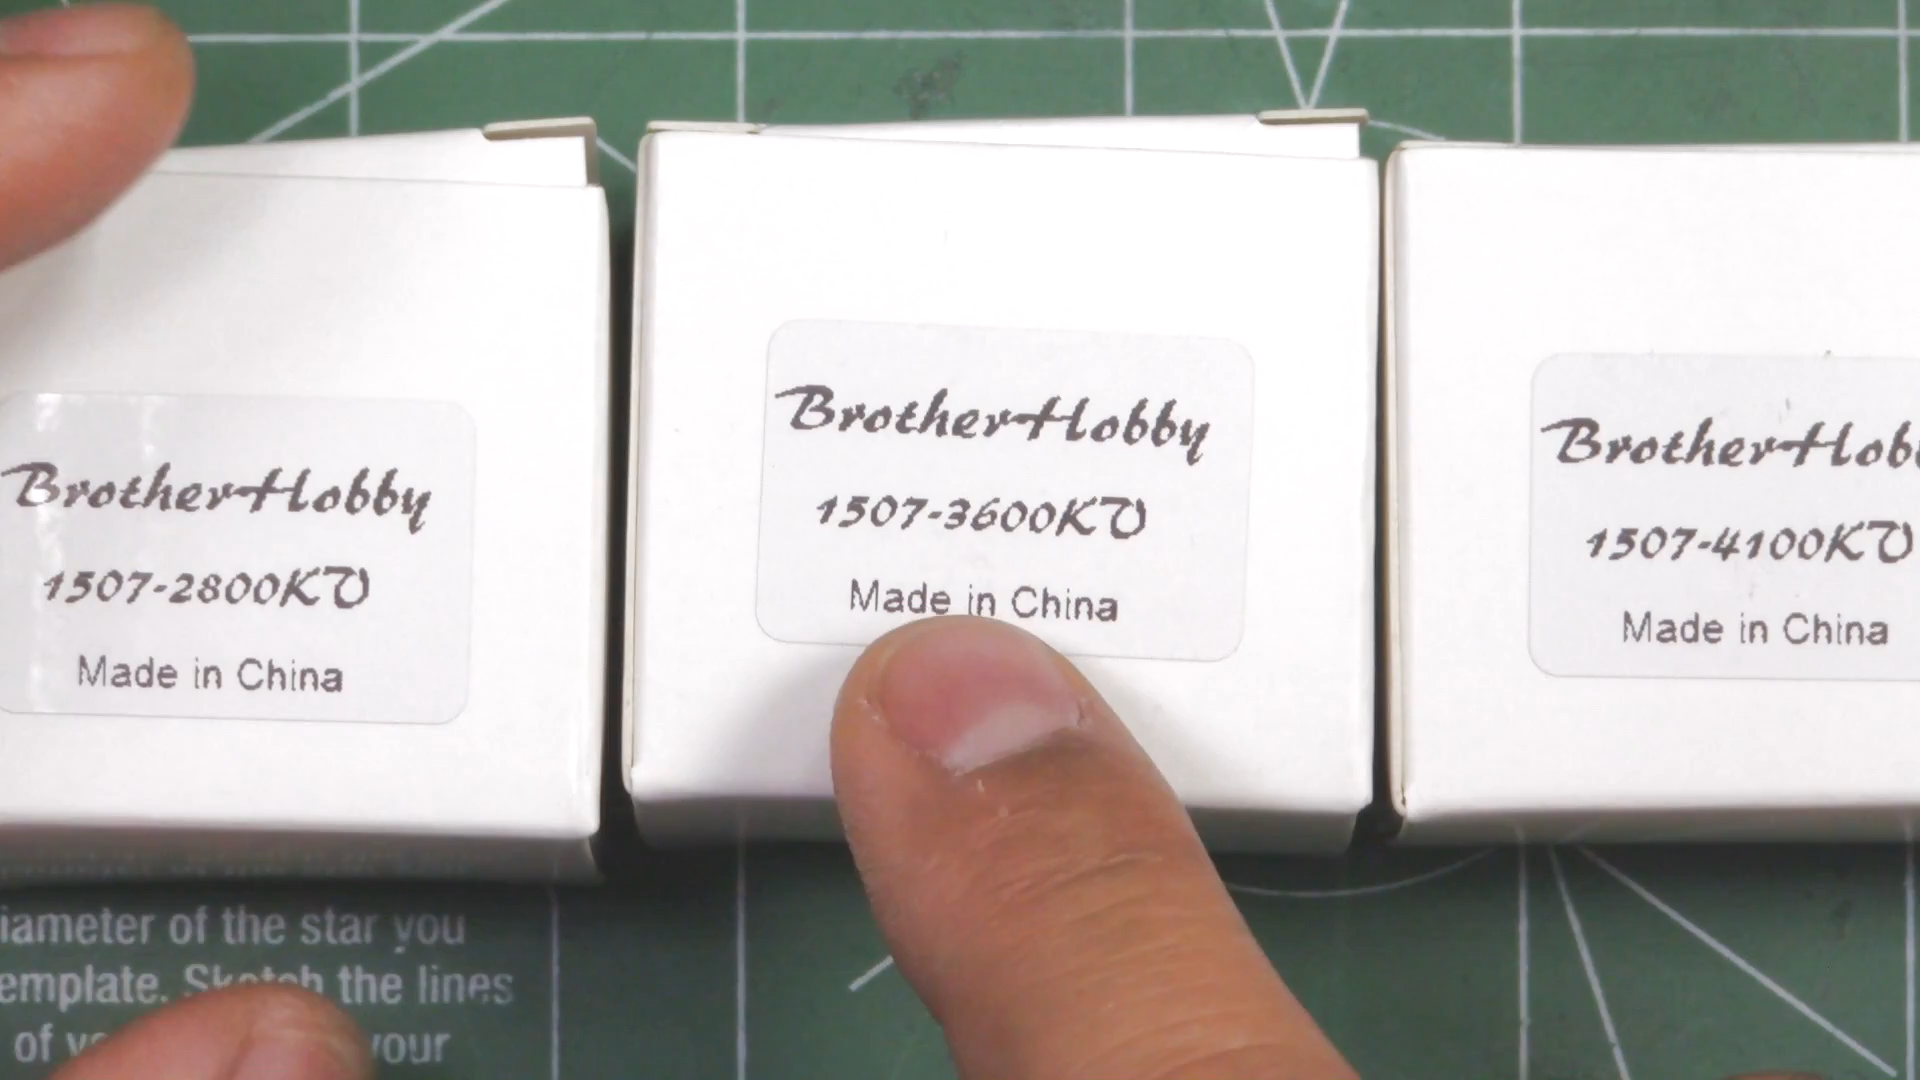 BrotherHobby
1507-2800KV
Made in China
BrotherHobby
1507-3600KV
Made in China
BrotherHobb
1507-4100KV
Made in China
iameter of the star you
emplate. Sketch the lines
of your